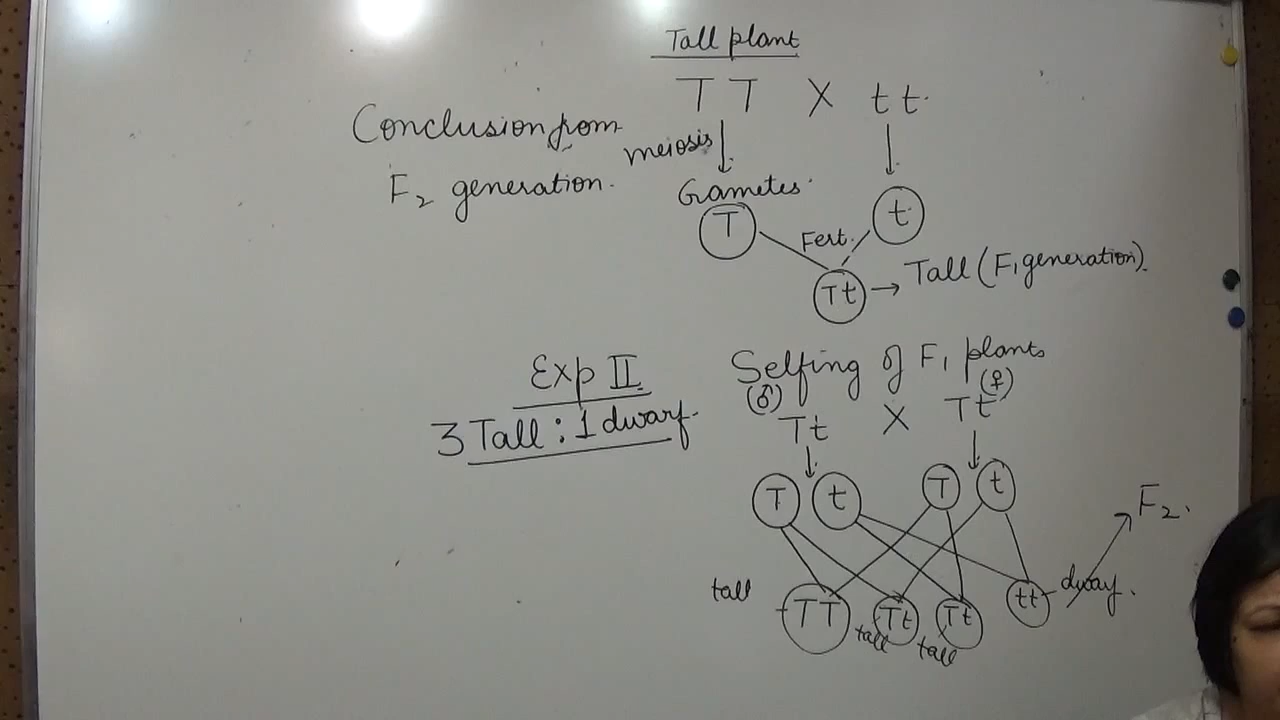 Tall plant
TT X tt.
Conclusion from
F₂ generation.
meiosis
Gametes
T t
Fert.
Tt → Tall (F₁ generation).
Exp II
3 Tall : 1 dwarf.
Selfing of F₁ plants
(♂) (♀)
Tt X Tt
T t T t
F₂.
tall TT Tt Tt tt dwarf.
tall tall